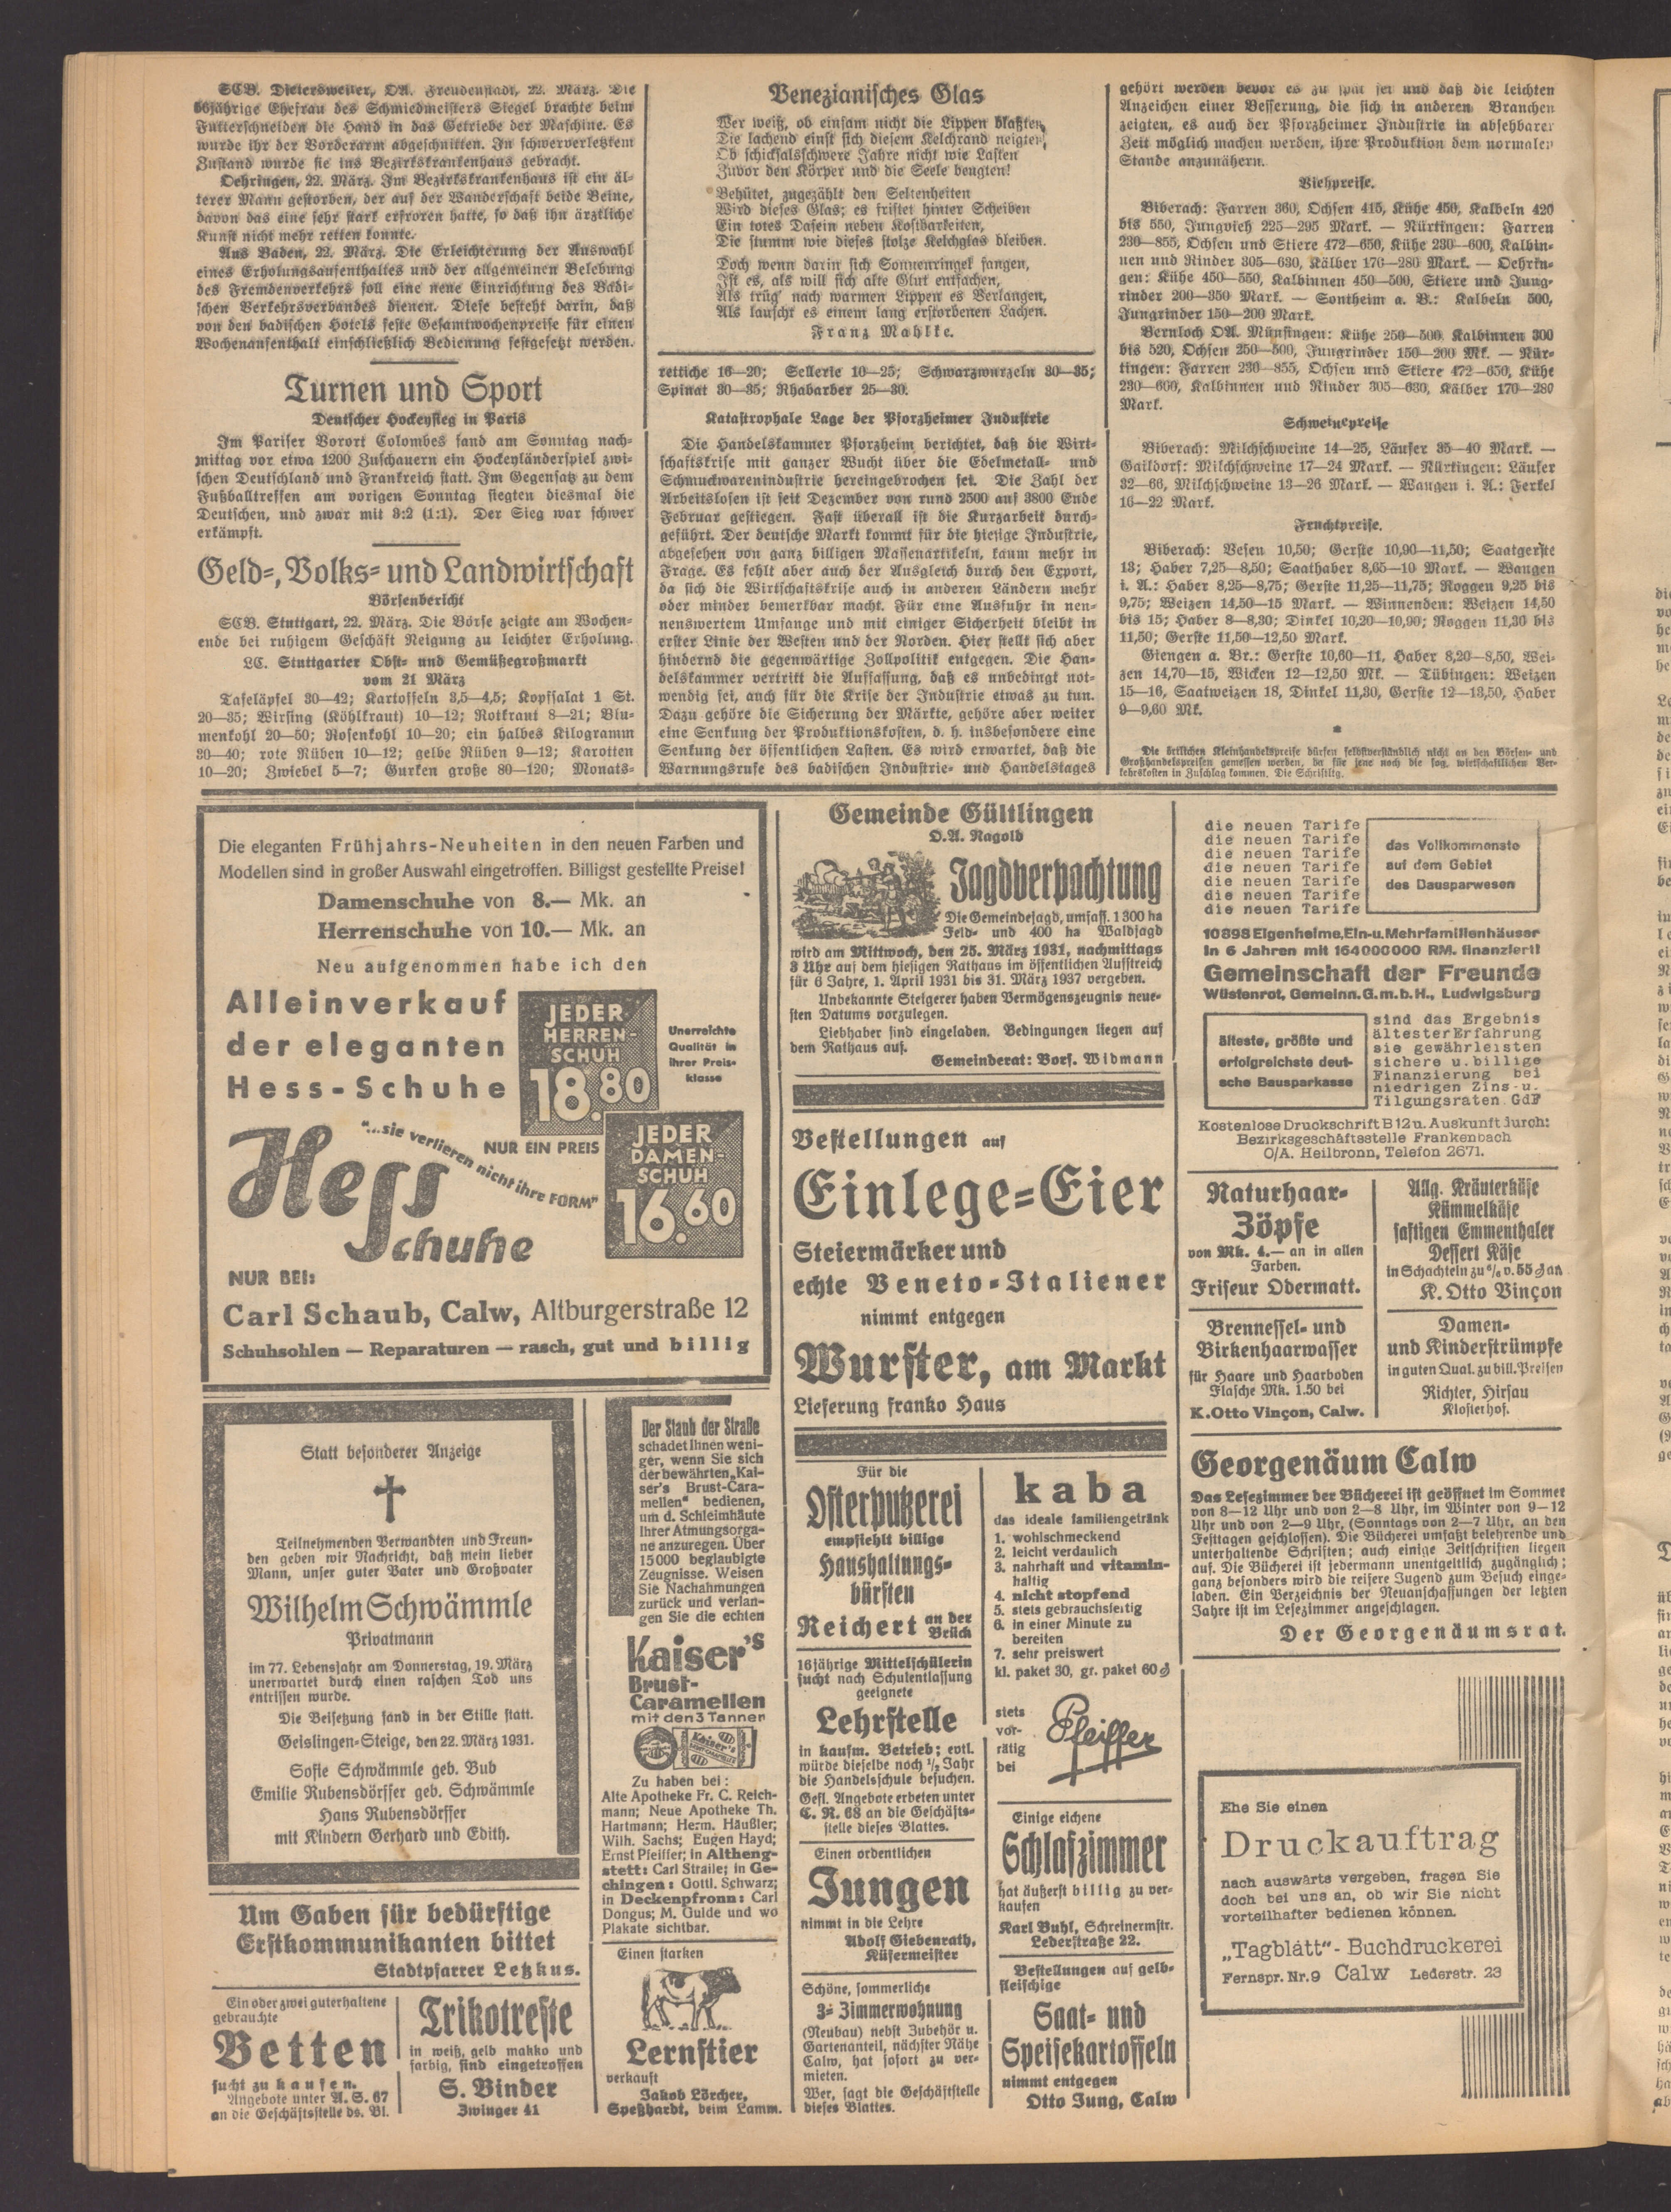 SCB. Dietersweiler, OA. Freudenstadt, 22. März. Die
66jährige Ehefrau des Schmiedmeisters Siegel brachte beim
Futterschneiden die Hand in das Getriebe der Maschine. Es
wurde ihr der Vorderarm abgeschnitten. In schwerverletztem
Zustand wurde sie ins Bezirkskrankenhaus gebracht.
Oehringen, 22. März. Im Bezirkskrankenhaus ist ein äl-
terer Mann gestorben, der auf der Wanderschaft beide Beine,
davon das eine sehr stark erfroren hatte, so daß ihn ärztliche
Kunst nicht mehr retten konnte.
Aus Baden, 22. März. Die Erleichterung der Auswahl
eines Erholungsaufenthaltes und der allgemeinen Belebung
des Fremdenverkehrs soll eine neue Einrichtung des Badi-
schen Verkehrsverbandes dienen. Diese besteht darin, daß
von den badischen Hotels feste Gesamtwochenpreise für einen
Wochenaufenthalt einschließlich Bedienung festgesetzt werden.
Turnen und Sport
Deutscher Hockeysieg in Paris
Im Pariser Vorort Colombes fand am Sonntag nach-
mittag vor etwa 1200 Zuschauern ein Hockeyländerspiel zwi-
schen Deutschland und Frankreich statt. Im Gegensatz zu dem
Fußballtreffen am vorigen Sonntag siegten diesmal die
Deutschen, und zwar mit 3:2 (1:1). Der Sieg war schwer
erkämpft.
Geld-, Volks- und Landwirtschaft
Börsenbericht
SCB. Stuttgart, 22. März. Die Börse zeigte am Wochen-
ende bei ruhigem Geschäft Neigung zu leichter Erholung.
LC. Stuttgarter Obst- und Gemüßegroßmarkt
vom 21 März
Tafeläpfel 30—42; Kartoffeln 3,5—4,5; Kopfsalat 1 St.
20—35; Wirsing (Köhlkraut) 10—12; Rotkraut 8—21; Blu-
menkohl 20—50; Rosenkohl 10—20; ein halbes Kilogramm
30—40; rote Rüben 10—12; gelbe Rüben 9—12; Karotten
10—20; Zwiebel 5—7; Gurken große 80—120; Monats-
Venezianisches Glas
Wer weiß, ob einsam nicht die Lippen blaßten,
Die lachend einst sich diesem Kelchrand neigten,
Ob schicksalsschwere Jahre nicht wie Lasten
Zuvor den Körper und die Seele beugten!
Behütet, zugezählt den Seltenheiten
Wird dieses Glas; es fristet hinter Scheiben
Ein totes Dasein neben Kostbarkeiten,
Die stumm wie dieses stolze Kelchglas bleiben.
Doch wenn darin sich Sonnenringel fangen,
Ist es, als will sich alte Glut entfachen,
Als trüg' nach warmen Lippen es Verlangen,
Als lauscht es einem lang erstorbenen Lachen.
Franz Mahlke.
rettiche 16—20; Sellerie 10—25; Schwarzwurzeln 30—35;
Spinat 30—35; Rhabarber 25—30.
Katastrophale Lage der Pforzheimer Industrie
Die Handelskammer Pforzheim berichtet, daß die Wirt-
schaftskrise mit ganzer Wucht über die Edelmetall- und
Schmuckwarenindustrie hereingebrochen sei. Die Zahl der
Arbeitslosen ist seit Dezember von rund 2500 auf 3800 Ende
Februar gestiegen. Fast überall ist die Kurzarbeit durch-
geführt. Der deutsche Markt kommt für die hiesige Industrie,
abgesehen von ganz billigen Massenartikeln, kaum mehr in
Frage. Es fehlt aber auch der Ausgleich durch den Export,
da sich die Wirtschaftskrise auch in anderen Ländern mehr
oder minder bemerkbar macht. Für eine Ausfuhr in nen-
nenswertem Umfange und mit einiger Sicherheit bleibt in
erster Linie der Westen und der Norden. Hier stellt sich aber
hindernd die gegenwärtige Zollpolitik entgegen. Die Han-
delskammer vertritt die Auffassung, daß es unbedingt not-
wendig sei, auch für die Krise der Industrie etwas zu tun.
Dazu gehöre die Sicherung der Märkte, gehöre aber weiter
eine Senkung der Produktionskosten, d. h. insbesondere eine
Senkung der öffentlichen Lasten. Es wird erwartet, daß die
Warnungsrufe des badischen Industrie- und Handelstages
gehört werden bevor es zu spät sei und daß die leichten
Anzeichen einer Besserung, die sich in anderen Branchen
zeigten, es auch der Pforzheimer Industrie in absehbarer
Zeit möglich machen werden, ihre Produktion dem normalen
Stande anzunähern.
Viehpreise.
Biberach: Farren 360, Ochsen 415, Kühe 450, Kalbeln 420
bis 550, Jungvieh 225—295 Mark. — Nürtingen: Farren
230—855, Ochsen und Stiere 472—650, Kühe 230—600, Kalbin-
nen und Rinder 305—630, Kälber 170—280 Mark. — Oehrin-
gen: Kühe 450—550, Kalbinnen 450—500, Stiere und Jung-
rinder 200—350 Mark. — Sontheim a. B.: Kalbeln 500,
Jungrinder 150—200 Mark.
Bernloch OA. Münsingen: Kühe 250—500, Kalbinnen 300
bis 520, Ochsen 250—500, Jungrinder 150—200 Mk. — Nür-
tingen: Farren 230—855, Ochsen und Stiere 472—650, Kühe
230—600, Kalbinnen und Rinder 305—630, Kälber 170—280
Mark.
Schweinepreise
Biberach: Milchschweine 14—25, Läufer 35—40 Mark. —
Gaildorf: Milchschweine 17—24 Mark. — Nürtingen: Läufer
32—66, Milchschweine 13—26 Mark. — Wangen i. A.: Ferkel
16—22 Mark.
Fruchtpreise.
Biberach: Vesen 10,50; Gerste 10,90—11,50; Saatgerste
13; Haber 7,25—8,50; Saathaber 8,65—10 Mark. — Wangen
i. A.: Haber 8,25—8,75; Gerste 11,25—11,75; Roggen 9,25 bis
9,75; Weizen 14,50—15 Mark. — Winnenden: Weizen 14,50
bis 15; Haber 8—8,30; Dinkel 10,20—10,90; Roggen 11,30 bis
11,50; Gerste 11,50—12,50 Mark.
Giengen a. Br.: Gerste 10,60—11, Haber 8,20—8,50, Wei-
zen 14,70—15, Wicken 12—12,50 Mk. — Tübingen: Weizen
15—16, Saatweizen 18, Dinkel 11,30, Gerste 12—13,50, Haber
9—9,60 Mk.
*
Die örtlichen Kleinhandelspreise dürfen selbstverständlich nicht an den Börsen- und
Großhandelspreisen gemessen werden, da für jene noch die sog. wirtschaftlichen Ver-
kehrskosten in Zuschlag kommen. Die Schriftltg.
Die eleganten Frühjahrs-Neuheiten in den neuen Farben und
Modellen sind in großer Auswahl eingetroffen. Billigst gestellte Preise!
Damenschuhe von 8.— Mk. an
Herrenschuhe von 10.— Mk. an
Neu aufgenommen habe ich den
Alleinverkauf
der eleganten
Hess-Schuhe
JEDER
HERREN-
SCHUH
18.80
Unerreichte
Qualität in
ihrer Preis-
klasse
"...sie verlieren nicht ihre FORM"
NUR EIN PREIS
JEDER
DAMEN-
SCHUH
16.60
Hess
Schuhe
NUR BEI:
Carl Schaub, Calw, Altburgerstraße 12
Schuhsohlen — Reparaturen — rasch, gut und billig
Statt besonderer Anzeige
Teilnehmenden Verwandten und Freun-
den geben wir Nachricht, daß mein lieber
Mann, unser guter Vater und Großvater
Wilhelm Schwämmle
Privatmann
im 77. Lebensjahr am Donnerstag, 19. März
unerwartet durch einen raschen Tod uns
entrissen wurde.
Die Beisetzung fand in der Stille statt.
Geislingen-Steige, den 22. März 1931.
Sofie Schwämmle geb. Bub
Emilie Rubensdörffer geb. Schwämmle
Hans Rubensdörffer
mit Kindern Gerhard und Edith.
Um Gaben für bedürftige
Erstkommunikanten bittet
Stadtpfarrer Letzkus.
Ein oder zwei guterhaltene
gebrauchte
Betten
sucht zu kaufen.
Angebote unter A. S. 67
an die Geschäftsstelle ds. Bl.
Trikotreste
in weiß, gelb makko und
farbig, sind eingetroffen
S. Binder
Zwinger 41
Der Staub der Straße
schadet Ihnen weni-
ger, wenn Sie sich
der bewährten „Kai-
ser's Brust-Cara-
mellen" bedienen,
um d. Schleimhäute
Ihrer Atmungsorga-
ne anzuregen. Über
15000 beglaubigte
Zeugnisse. Weisen
Sie Nachahmungen
zurück und verlan-
gen Sie die echten
Kaiser's
Brust-
Caramellen
mit den 3 Tannen
Kaiser's
Zu haben bei:
Alte Apotheke Fr. C. Reich-
mann; Neue Apotheke Th.
Hartmann; Herm. Häußler;
Wilh. Sachs; Eugen Hayd;
Ernst Pfeiffer; in Altheng-
stett: Carl Straile; in Ge-
chingen: Gottl. Schwarz;
in Deckenpfronn: Carl
Dongus; M. Gulde und wo
Plakate sichtbar.
Einen starken
Lernstier
verkauft
Jakob Lörcher,
Speßhardt, beim Lamm.
Gemeinde Gültlingen
O.A. Nagold
Jagdverpachtung
Die Gemeindejagd, umfass. 1300 ha
Feld- und 400 ha Waldjagd
wird am Mittwoch, den 25. März 1931, nachmittags
3 Uhr auf dem hiesigen Rathaus im öffentlichen Aufstreich
für 6 Jahre, 1. April 1931 bis 31. März 1937 vergeben.
Unbekannte Steigerer haben Vermögenszeugnis neue-
sten Datums vorzulegen.
Liebhaber sind eingeladen. Bedingungen liegen auf
dem Rathaus auf.
Gemeinderat: Vors. Widmann
Bestellungen auf
Einlege-Eier
Steiermärker und
echte Veneto-Italiener
nimmt entgegen
Wurster, am Markt
Lieferung franko Haus
Für die
Osterputzerei
empfiehlt billige
Haushaltungs-
bürsten
Reichert an der
Brück
16jährige Mittelschülerin
sucht nach Schulentlassung
geeignete
Lehrstelle
in kaufm. Betrieb; evtl.
würde dieselbe noch 1/2 Jahr
die Handelsschule besuchen.
Gefl. Angebote erbeten unter
C. R. 68 an die Geschäfts-
stelle dieses Blattes.
Einen ordentlichen
Jungen
nimmt in die Lehre
Adolf Giebenrath,
Küfermeister
Schöne, sommerliche
3-Zimmerwohnung
(Neubau) nebst Zubehör u.
Gartenanteil, nächster Nähe
Calw, hat sofort zu ver-
mieten.
Wer, sagt die Geschäftsstelle
dieses Blattes.
kaba
das ideale familiengetränk
1. wohlschmeckend
2. leicht verdaulich
3. nahrhaft und vitamin-
haltig
4. nicht stopfend
5. stets gebrauchsfertig
6. in einer Minute zu
bereiten
7. sehr preiswert
kl. paket 30, gr. paket 60 ₰
stets
vor-
rätig
bei
Pfeiffer
Einige eichene
Schlafzimmer
hat äußerst billig zu ver-
kaufen
Karl Buhl, Schreinermstr.
Lederstraße 22.
Bestellungen auf gelb-
fleischige
Saat- und
Speisekartoffeln
nimmt entgegen
Otto Jung, Calw
die neuen Tarife
die neuen Tarife
die neuen Tarife
die neuen Tarife
die neuen Tarife
die neuen Tarife
die neuen Tarife
das Vollkommenste
auf dem Gebiet
des Bausparwesen
10898 Eigenheime, Ein- u. Mehrfamilienhäuser
in 6 Jahren mit 164000000 RM. finanziert!
Gemeinschaft der Freunde
Wüstenrot, Gemeinn. G.m.b.H., Ludwigsburg
älteste, größte und
erfolgreichste deut-
sche Bausparkasse
sind das Ergebnis
ältester Erfahrung
sie gewährleisten
sichere u. billige
Finanzierung bei
niedrigen Zins- u.
Tilgungsraten GdF
Kostenlose Druckschrift B 12 u. Auskunft durch:
Bezirksgeschäftsstelle Frankenbach
O/A. Heilbronn, Telefon 2671.
Naturhaar-
Zöpfe
von Mk. 4.— an in allen
Farben.
Friseur Odermatt.
Allg. Kräuterkäse
Kümmelkäse
saftigen Emmenthaler
Dessert Käse
in Schachteln zu 6/6 v. 55 ₰ an
K. Otto Vinçon
Brennessel- und
Birkenhaarwasser
für Haare und Haarboden
Flasche Mk. 1.50 bei
K. Otto Vinçon, Calw.
Damen-
und Kinderstrümpfe
in guten Qual. zu bill. Preisen
Richter, Hirsau
Klosterhof.
Georgenäum Calw
Das Lesezimmer der Bücherei ist geöffnet im Sommer
von 8—12 Uhr und von 2—8 Uhr, im Winter von 9—12
Uhr und von 2—9 Uhr, (Sonntags von 2—7 Uhr, an den
Festtagen geschlossen). Die Bücherei umfaßt belehrende und
unterhaltende Schriften; auch einige Zeitschriften liegen
auf. Die Bücherei ist jedermann unentgeltlich zugänglich;
ganz besonders wird die reifere Jugend zum Besuch einge-
laden. Ein Verzeichnis der Neuanschaffungen der letzten
Jahre ist im Lesezimmer angeschlagen.
Der Georgenäumsrat.
Ehe Sie einen
Druckauftrag
nach auswärts vergeben, fragen Sie
doch bei uns an, ob wir Sie nicht
vorteilhafter bedienen können.
„Tagblatt"-Buchdruckerei
Fernspr. Nr. 9 Calw Lederstr. 23